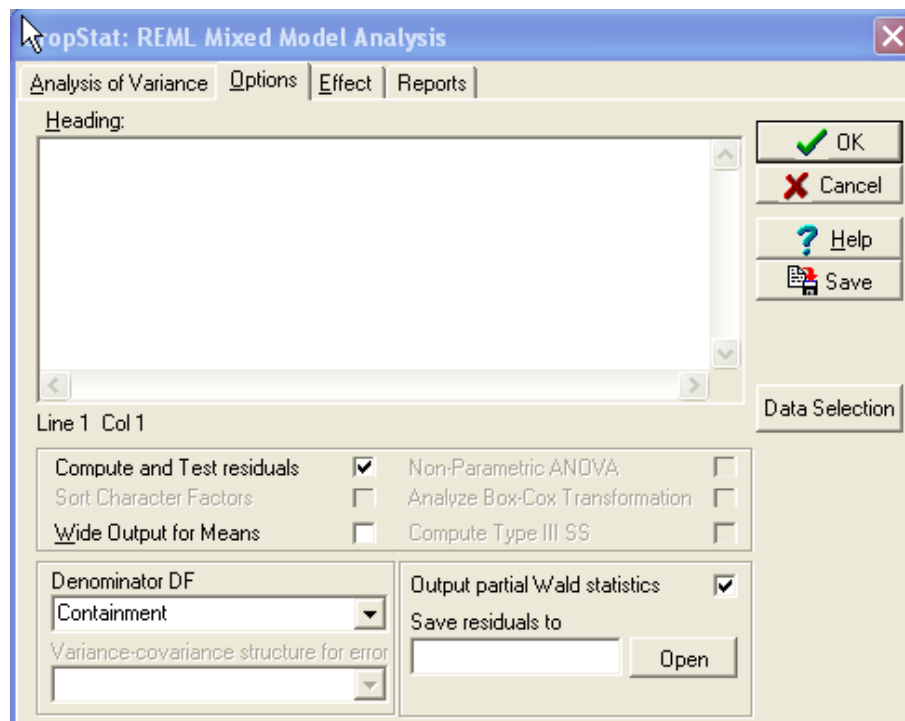 opStat: REML Mixed Model Analysis
Analysis of Variance Options Effect Reports
Heading:
OK
Cancel
Help
Save
Data Selection
Line 1 Col 1
Compute and Test residuals
Non-Parametric ANOVA
Sort Character Factors
Analyze Box-Cox Transformation
Wide Output for Means
Compute Type III SS
Denominator DF
Containment
Variance-covariance structure for error
Output partial Wald statistics
Save residuals to
Open